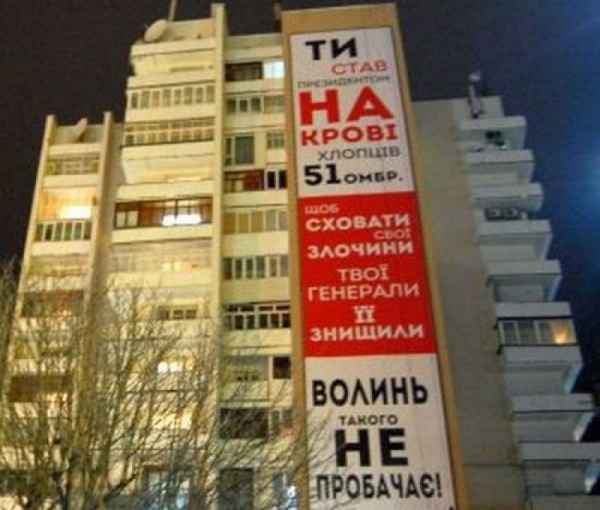 ТИ
СТАВ
ПРЕЗИДЕНТОМ
НА
КРОВІ
ХЛОПЦІВ
51 ОМБР.
ЩОБ
СХОВАТИ
СВОЇ
ЗЛОЧИНИ
ТВОЇ
ГЕНЕРАЛИ
ЇЇ
ЗНИЩИЛИ
ВОЛИНЬ
ТАКОГО
НЕ
ПРОБАЧАЄ!